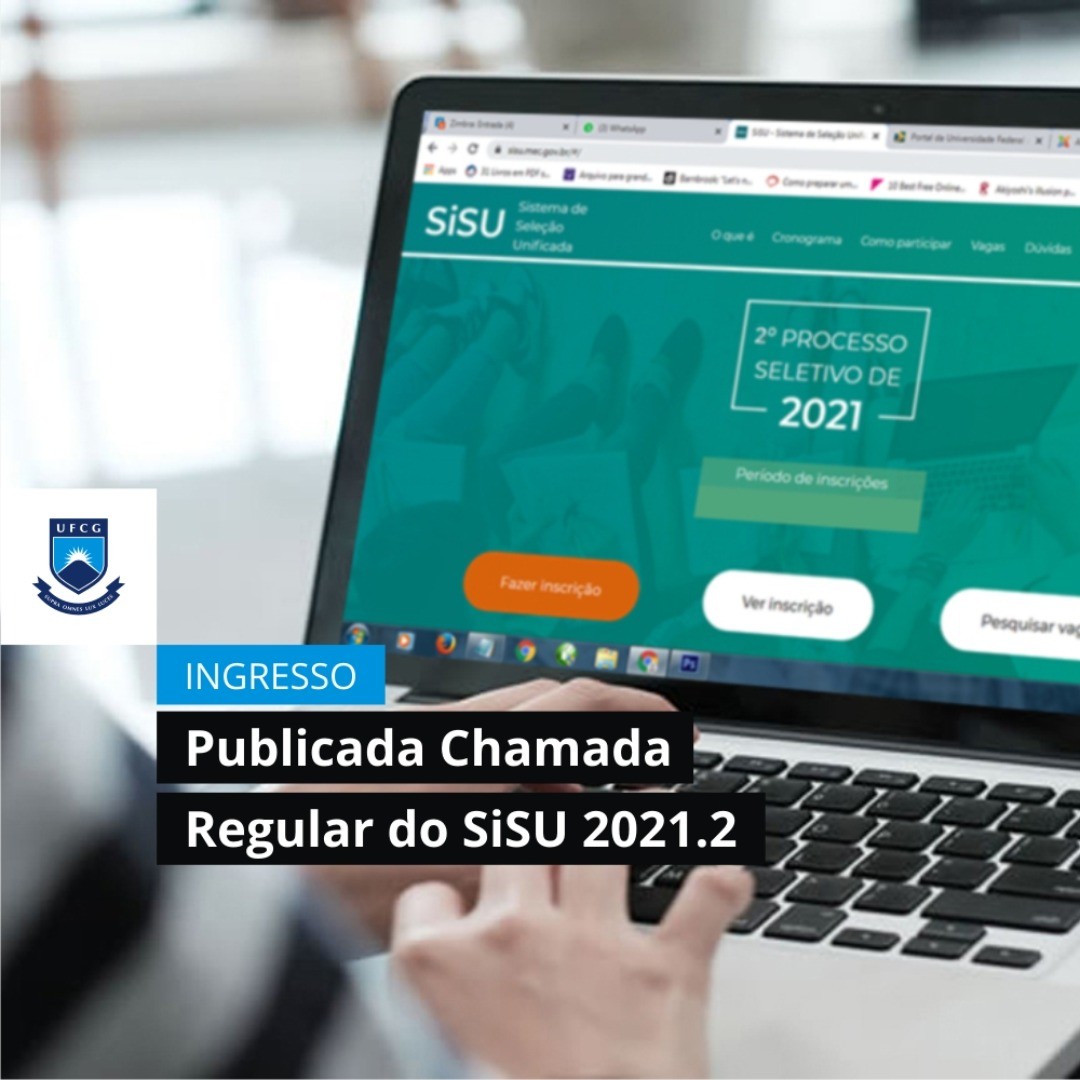 Zimbra: Entrada (4)
(2) WhatsApp
SiSU - Sistema de Seleção Unifi
Portal da Universidade Federal
sisu.mec.gov.br/#/
Apps
31 Livros em PDF s...
Arquivo para grand...
Bambrook: "Let's n...
Como preparar um...
10 Best Free Online...
Akiyoshi's illusion p...
SiSU
Sistema de
Seleção
Unificada
O que é
Cronograma
Como participar
Vagas
Dúvidas
2º PROCESSO
SELETIVO DE
2021
Período de inscrições
Fazer inscrição
Ver inscrição
Pesquisar vag
Ps
UFCG
SUPRA OMNES LUX LUCES
INGRESSO
Publicada Chamada
Regular do SiSU 2021.2